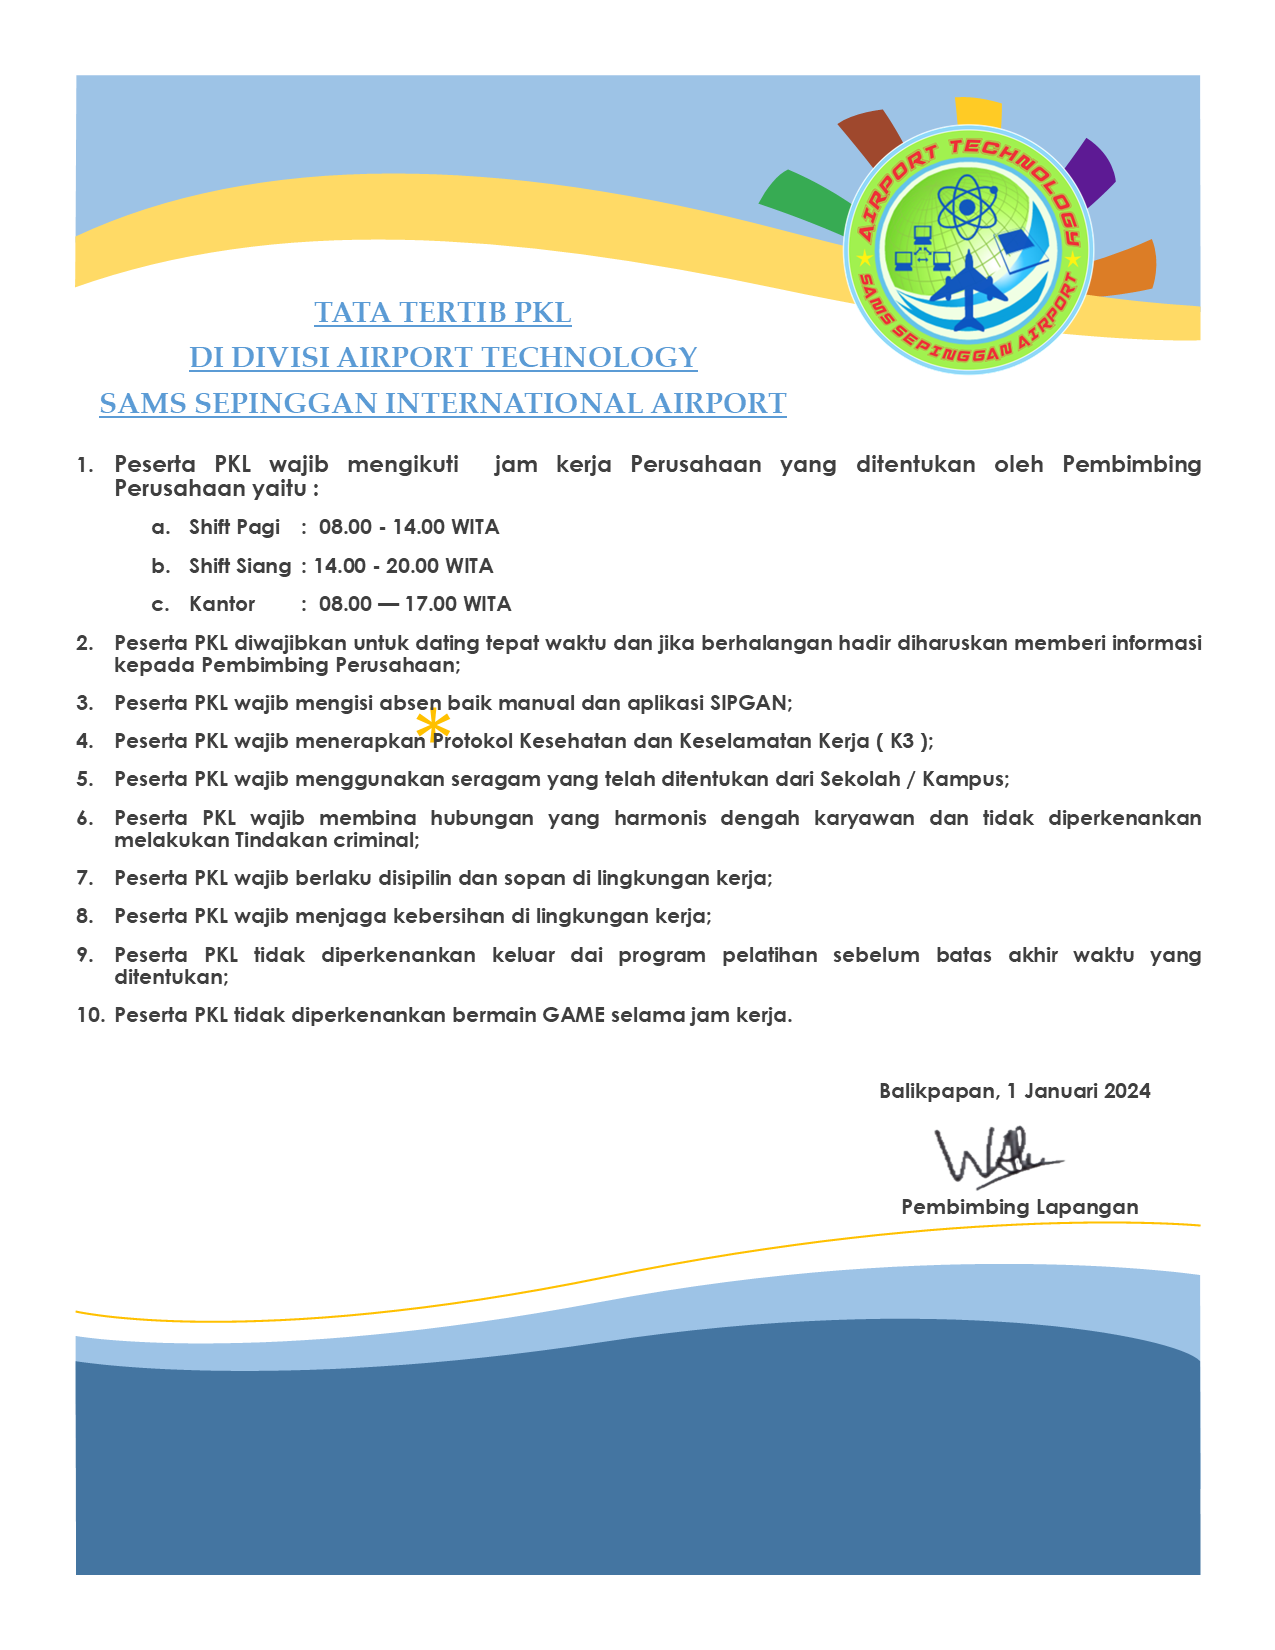 AIRPORT TECHNOLOGY
SAMS SEPINGGAN AIRPORT
TATA TERTIB PKL
DI DIVISI AIRPORT TECHNOLOGY
SAMS SEPINGGAN INTERNATIONAL AIRPORT
1. Peserta PKL wajib mengikuti jam kerja Perusahaan yang ditentukan oleh Pembimbing
Perusahaan yaitu :
a. Shift Pagi : 08.00 - 14.00 WITA
b. Shift Siang : 14.00 - 20.00 WITA
c. Kantor : 08.00 — 17.00 WITA
2. Peserta PKL diwajibkan untuk dating tepat waktu dan jika berhalangan hadir diharuskan memberi informasi
kepada Pembimbing Perusahaan;
3. Peserta PKL wajib mengisi absen baik manual dan aplikasi SIPGAN;
*
4. Peserta PKL wajib menerapkan Protokol Kesehatan dan Keselamatan Kerja ( K3 );
5. Peserta PKL wajib menggunakan seragam yang telah ditentukan dari Sekolah / Kampus;
6. Peserta PKL wajib membina hubungan yang harmonis dengah karyawan dan tidak diperkenankan
melakukan Tindakan criminal;
7. Peserta PKL wajib berlaku disipilin dan sopan di lingkungan kerja;
8. Peserta PKL wajib menjaga kebersihan di lingkungan kerja;
9. Peserta PKL tidak diperkenankan keluar dai program pelatihan sebelum batas akhir waktu yang
ditentukan;
10. Peserta PKL tidak diperkenankan bermain GAME selama jam kerja.
Balikpapan, 1 Januari 2024
Pembimbing Lapangan